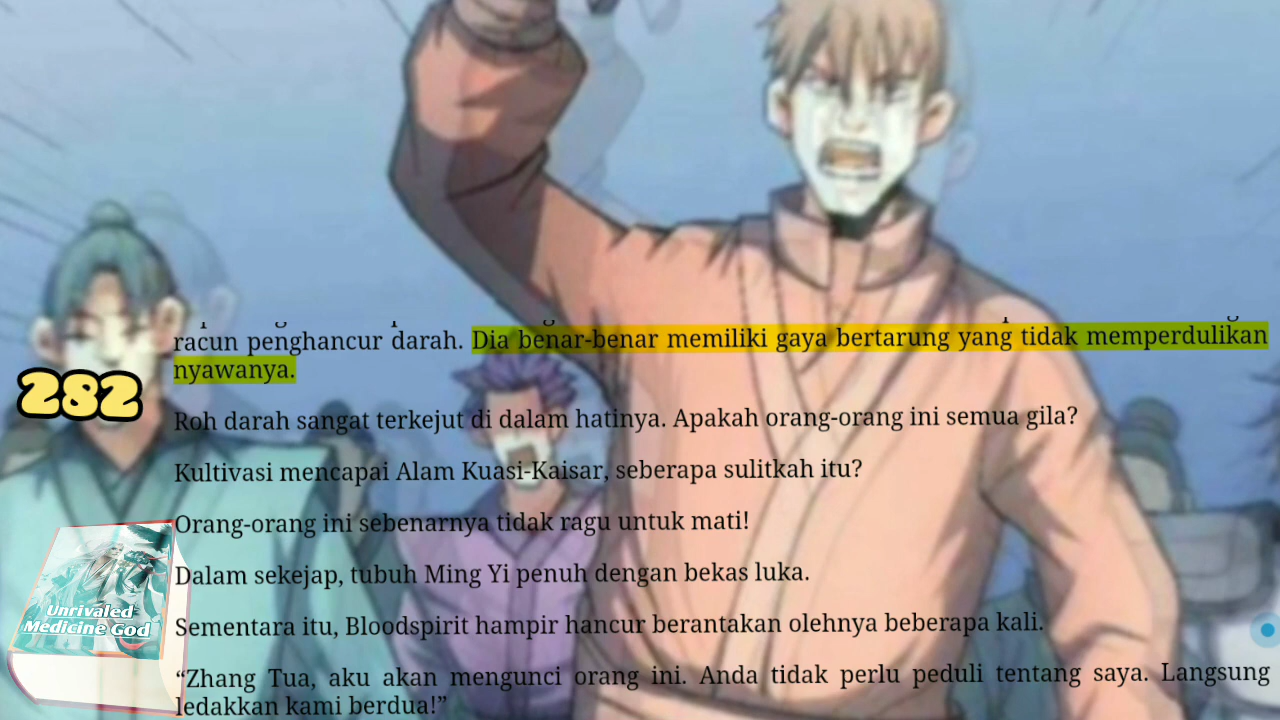 racun penghancur darah. Dia benar-benar memiliki gaya bertarung yang tidak memperdulikan
nyawanya.
282
Roh darah sangat terkejut di dalam hatinya. Apakah orang-orang ini semua gila?
Kultivasi mencapai Alam Kuasi-Kaisar, seberapa sulitkah itu?
Orang-orang ini sebenarnya tidak ragu untuk mati!
Dalam sekejap, tubuh Ming Yi penuh dengan bekas luka.
Unrivaled
Medicine God
Sementara itu, Bloodspirit hampir hancur berantakan olehnya beberapa kali.
“Zhang Tua, aku akan mengunci orang ini. Anda tidak perlu peduli tentang saya. Langsung
ledakkan kami berdua!”